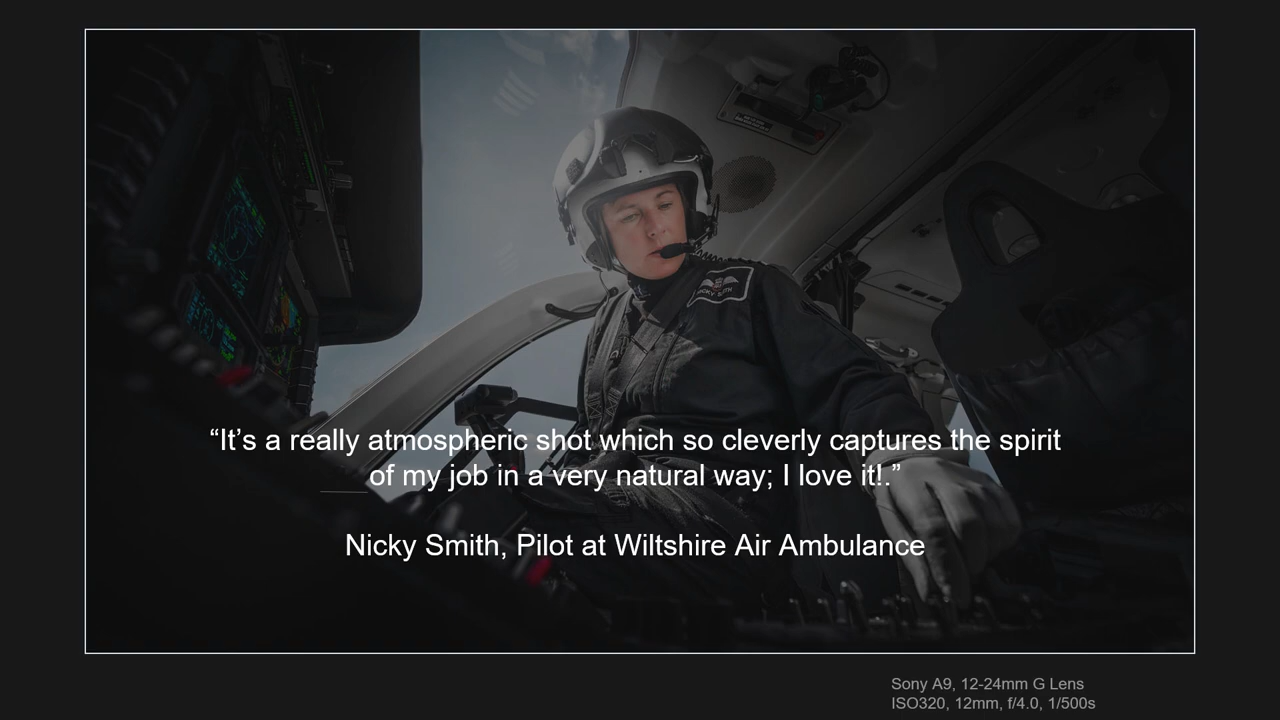 “It’s a really atmospheric shot which so cleverly captures the spirit
of my job in a very natural way; I love it!.”
Nicky Smith, Pilot at Wiltshire Air Ambulance
Sony A9, 12-24mm G Lens
ISO320, 12mm, f/4.0, 1/500s